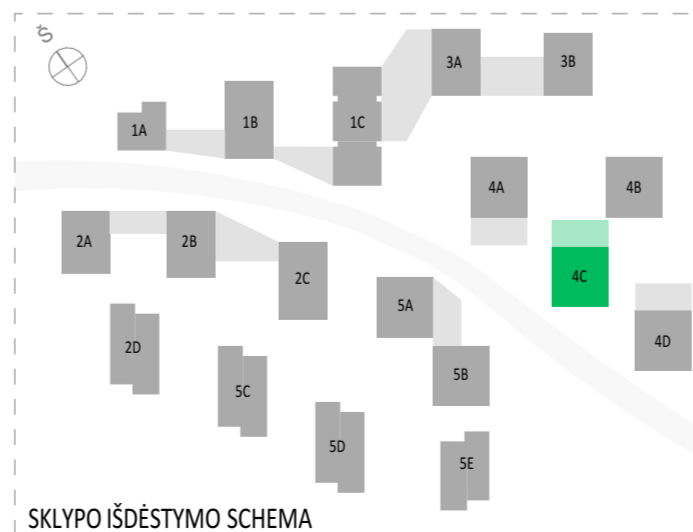 Š
3A
3B
1A
1B
1C
4A
4B
2A
2B
2C
4C
5A
4D
2D
5B
5C
5D
5E
SKLYPO IŠDĖSTYMO SCHEMA